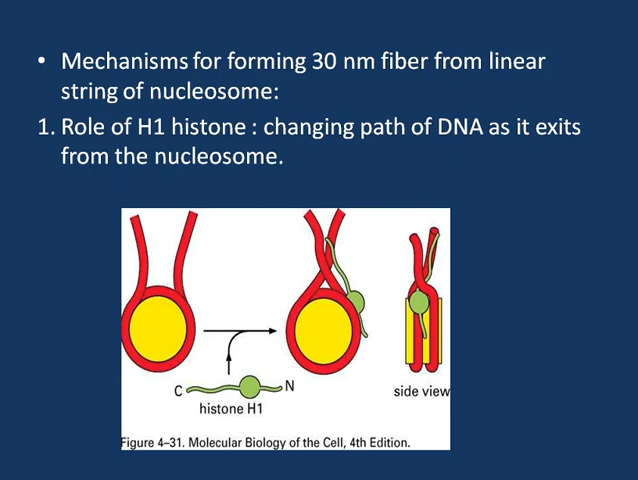 • Mechanisms for forming 30 nm fiber from linear
string of nucleosome:
1. Role of H1 histone : changing path of DNA as it exits
from the nucleosome.
C
N
histone H1
side view
Figure 4–31. Molecular Biology of the Cell, 4th Edition.